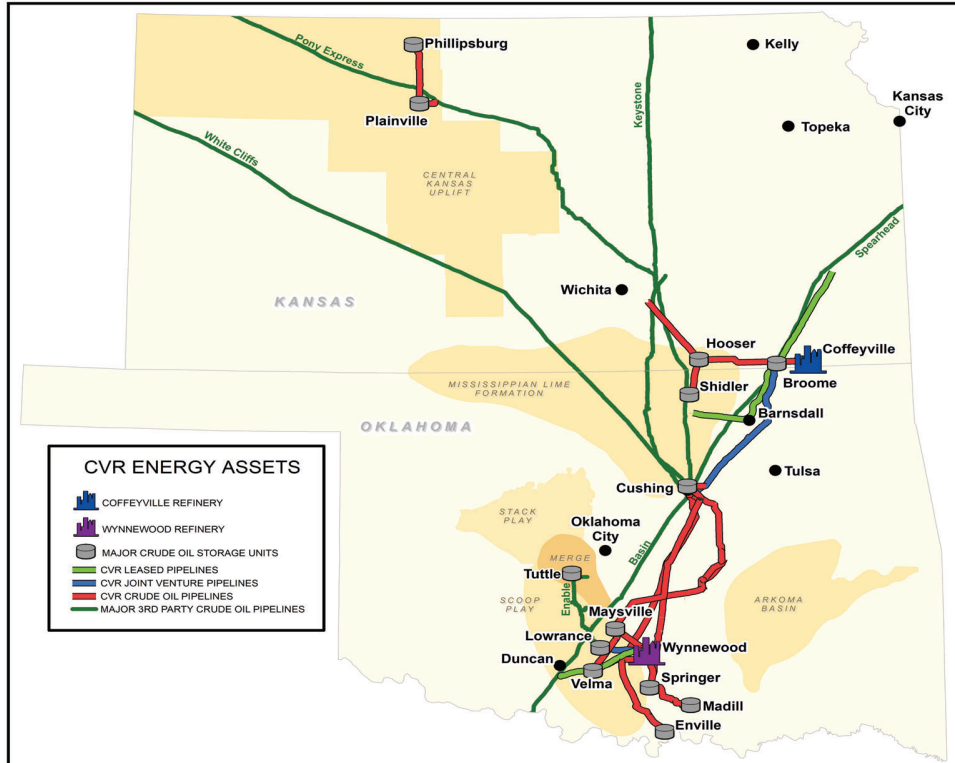 Phillipsburg
Kelly
Pony Express
Kansas
City
Plainville
Keystone
Topeka
White Cliffs
CENTRAL
KANSAS
UPLIFT
Spearhead
Wichita
KANSAS
Hooser
Coffeyville
Broome
MISSISSIPPIAN LIME
FORMATION
Shidler
Barnsdall
OKLAHOMA
CVR ENERGY ASSETS
COFFEYVILLE REFINERY
WYNNEWOOD REFINERY
MAJOR CRUDE OIL STORAGE UNITS
CVR LEASED PIPELINES
CVR JOINT VENTURE PIPELINES
CVR CRUDE OIL PIPELINES
MAJOR 3RD PARTY CRUDE OIL PIPELINES
Tulsa
Cushing
STACK
PLAY
Oklahoma
City
Basin
MERGE
Tuttle
Enable
SCOOP
PLAY
Maysville
ARKOMA
BASIN
Lowrance
Wynnewood
Duncan
Velma
Springer
Madill
Enville